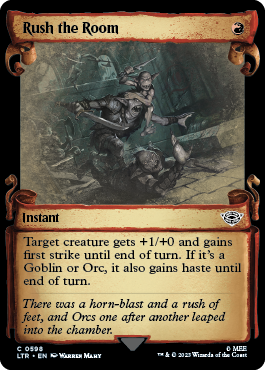 Rush the Room
Instant
Target creature gets +1/+0 and gains
first strike until end of turn. If it's a
Goblin or Orc, it also gains haste until
end of turn.
There was a horn-blast and a rush of
feet, and Orcs one after another leaped
into the chamber.
C 0598
LTR • EN Warren Mahy
™ & © 2023 Wizards of the Coast
© MEE